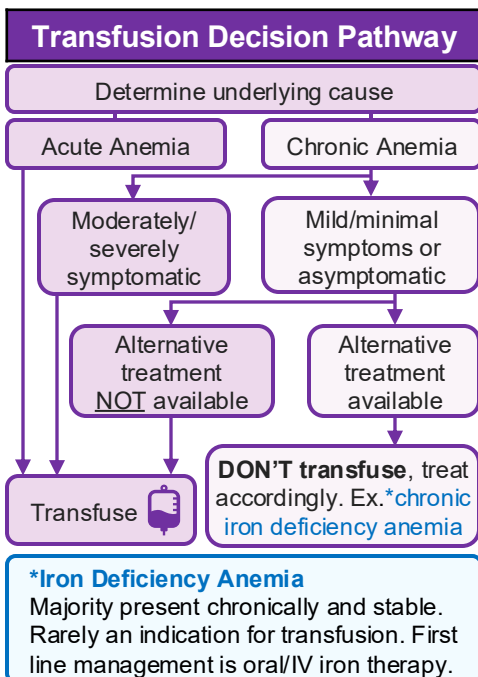 Transfusion Decision Pathway
Determine underlying cause
Acute Anemia
Chronic Anemia
Moderately/
severely
symptomatic
Mild/minimal
symptoms or
asymptomatic
Alternative
treatment
NOT available
Alternative
treatment
available
Transfuse
DON'T transfuse, treat
accordingly. Ex.*chronic
iron deficiency anemia
*Iron Deficiency Anemia
Majority present chronically and stable.
Rarely an indication for transfusion. First
line management is oral/IV iron therapy.